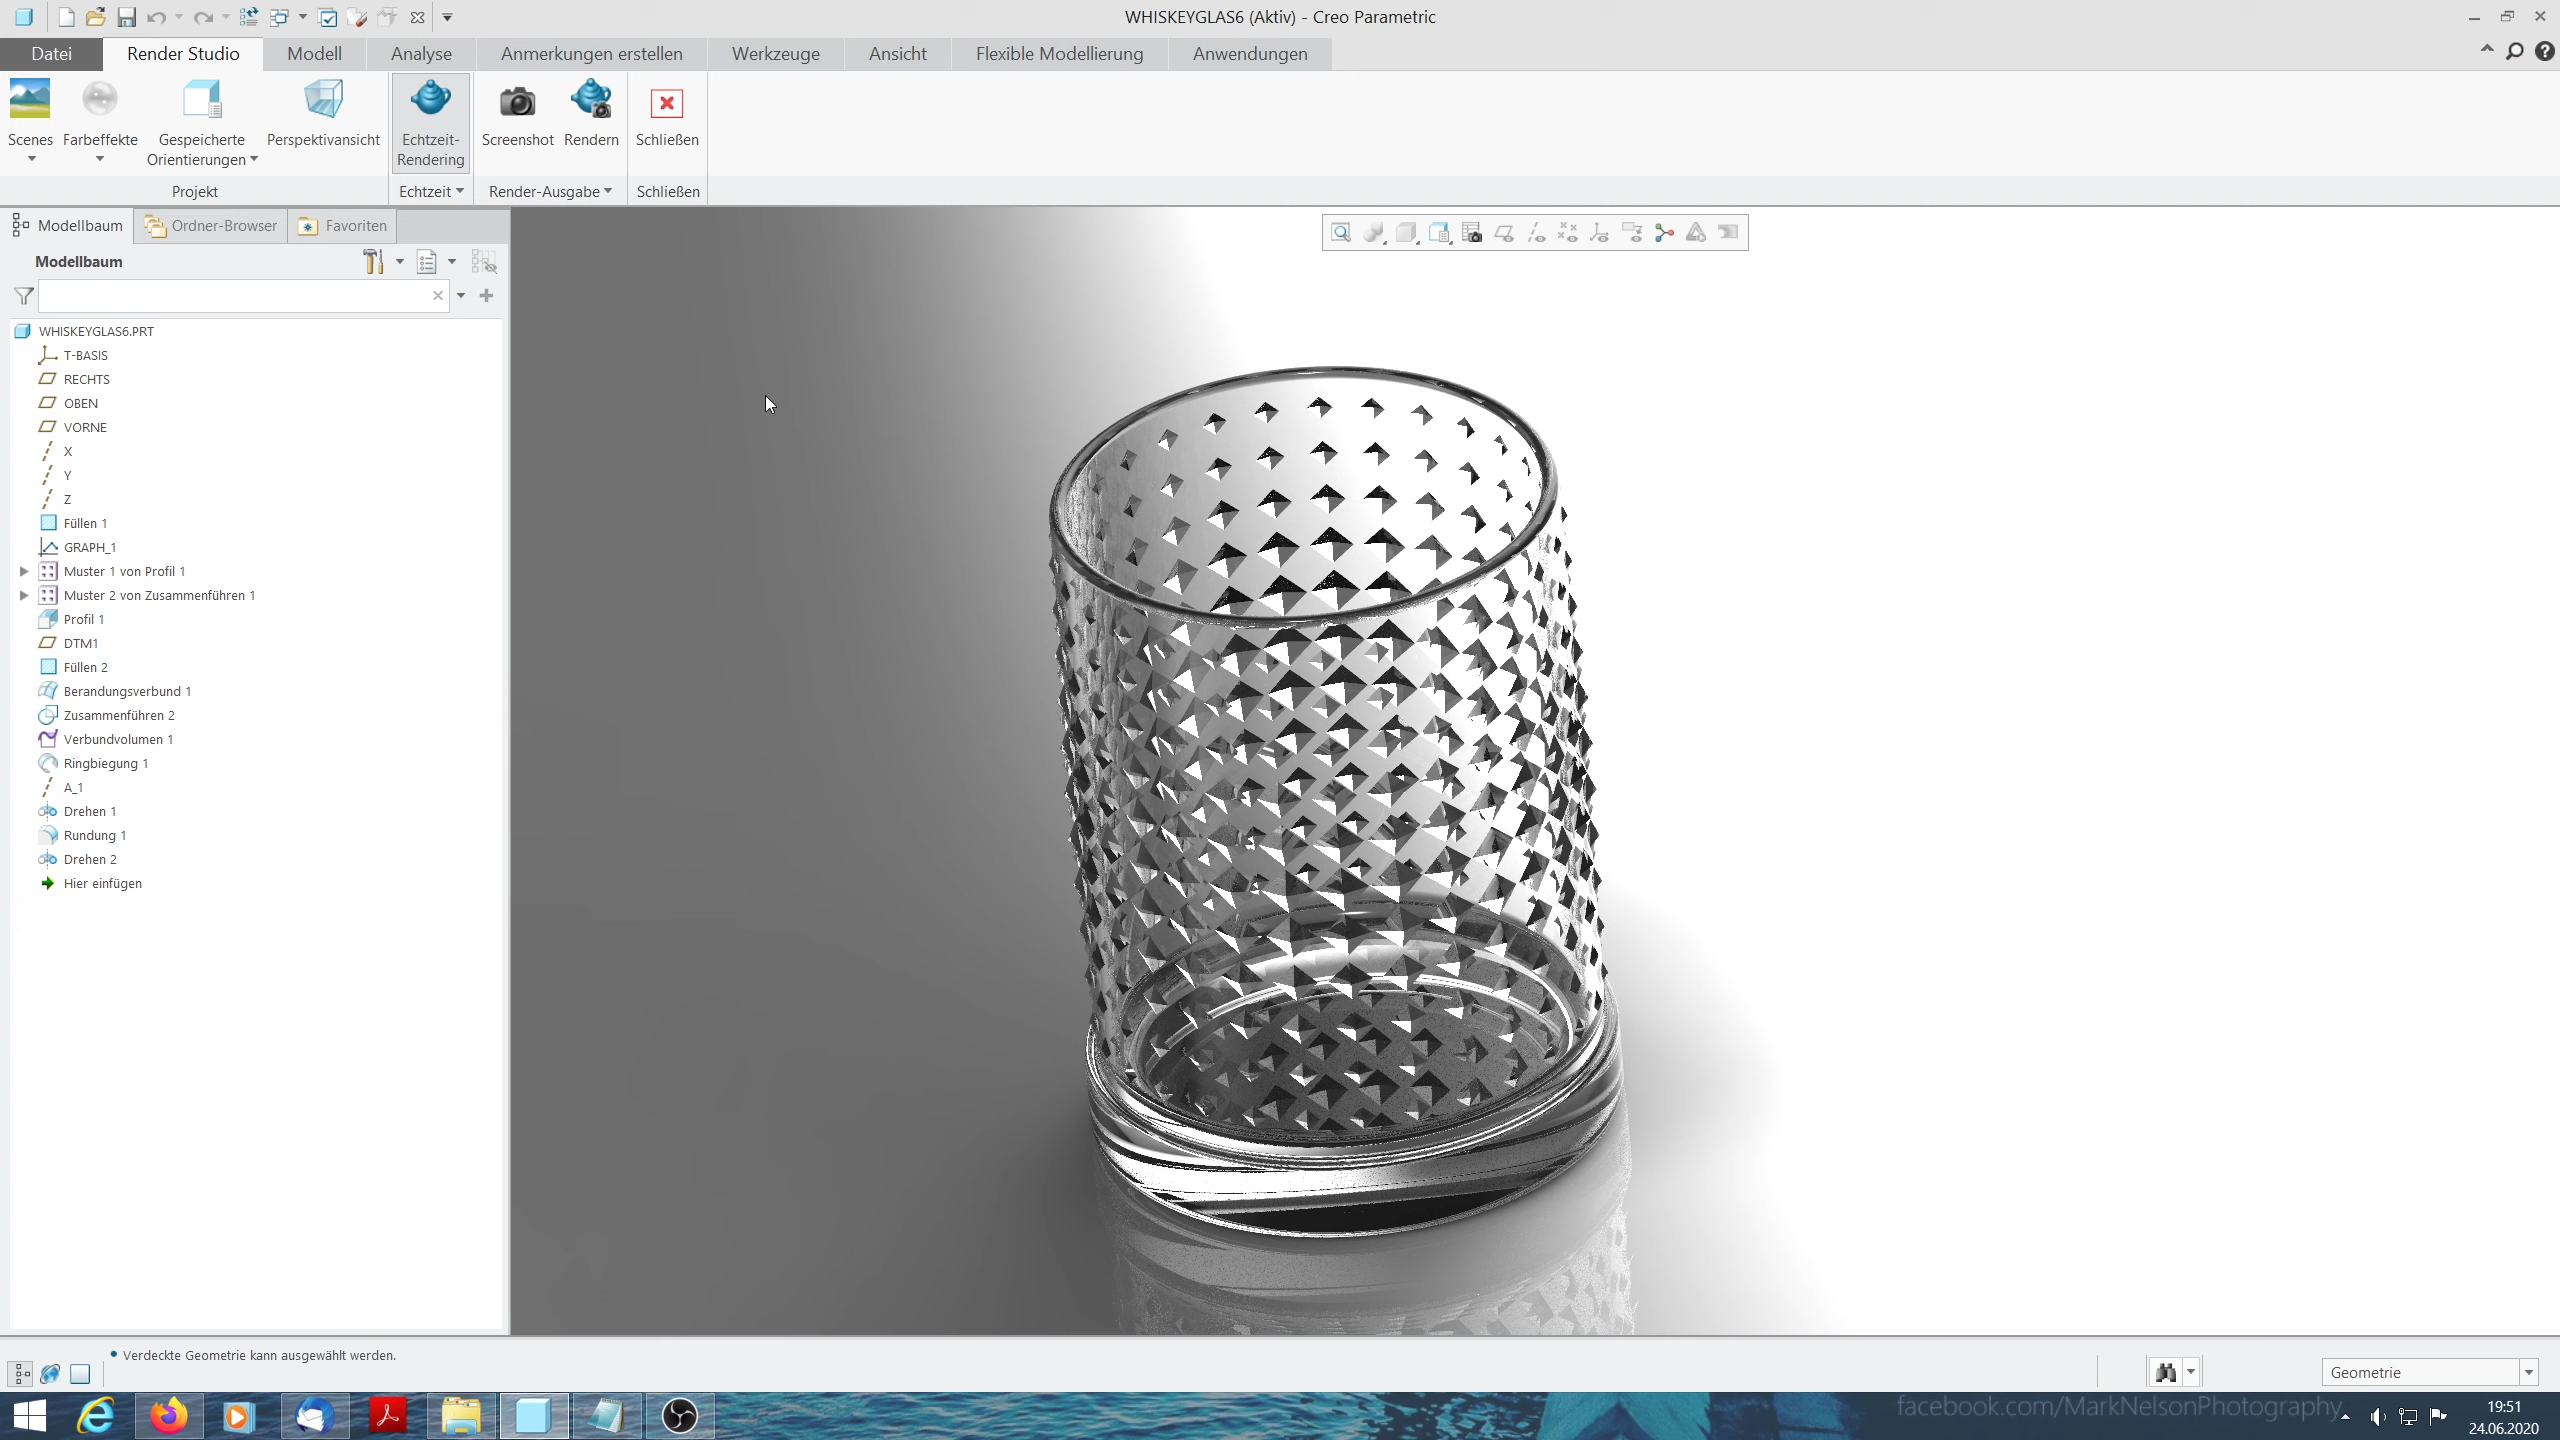 WHISKEYGLAS6 (Aktiv) - Creo Parametric
Datei
Render Studio
Modell
Analyse
Anmerkungen erstellen
Werkzeuge
Ansicht
Flexible Modellierung
Anwendungen
Scenes
Farbeffekte
Gespeicherte
Orientierungen
Perspektivansicht
Echtzeit-
Rendering
Screenshot
Rendern
Schließen
Projekt
Echtzeit
Render-Ausgabe
Schließen
Modellbaum
Ordner-Browser
Favoriten
Modellbaum
WHISKEYGLAS6.PRT
T-BASIS
RECHTS
OBEN
VORNE
X
Y
Z
Füllen 1
GRAPH_1
Muster 1 von Profil 1
Muster 2 von Zusammenführen 1
Profil 1
DTM1
Füllen 2
Berandungsverbund 1
Zusammenführen 2
Verbundvolumen 1
Ringbiegung 1
A_1
Drehen 1
Rundung 1
Drehen 2
Hier einfügen
Verdeckte Geometrie kann ausgewählt werden.
Geometrie
facebook.com/MarkNelsonPhotography
19:51
24.06.2020